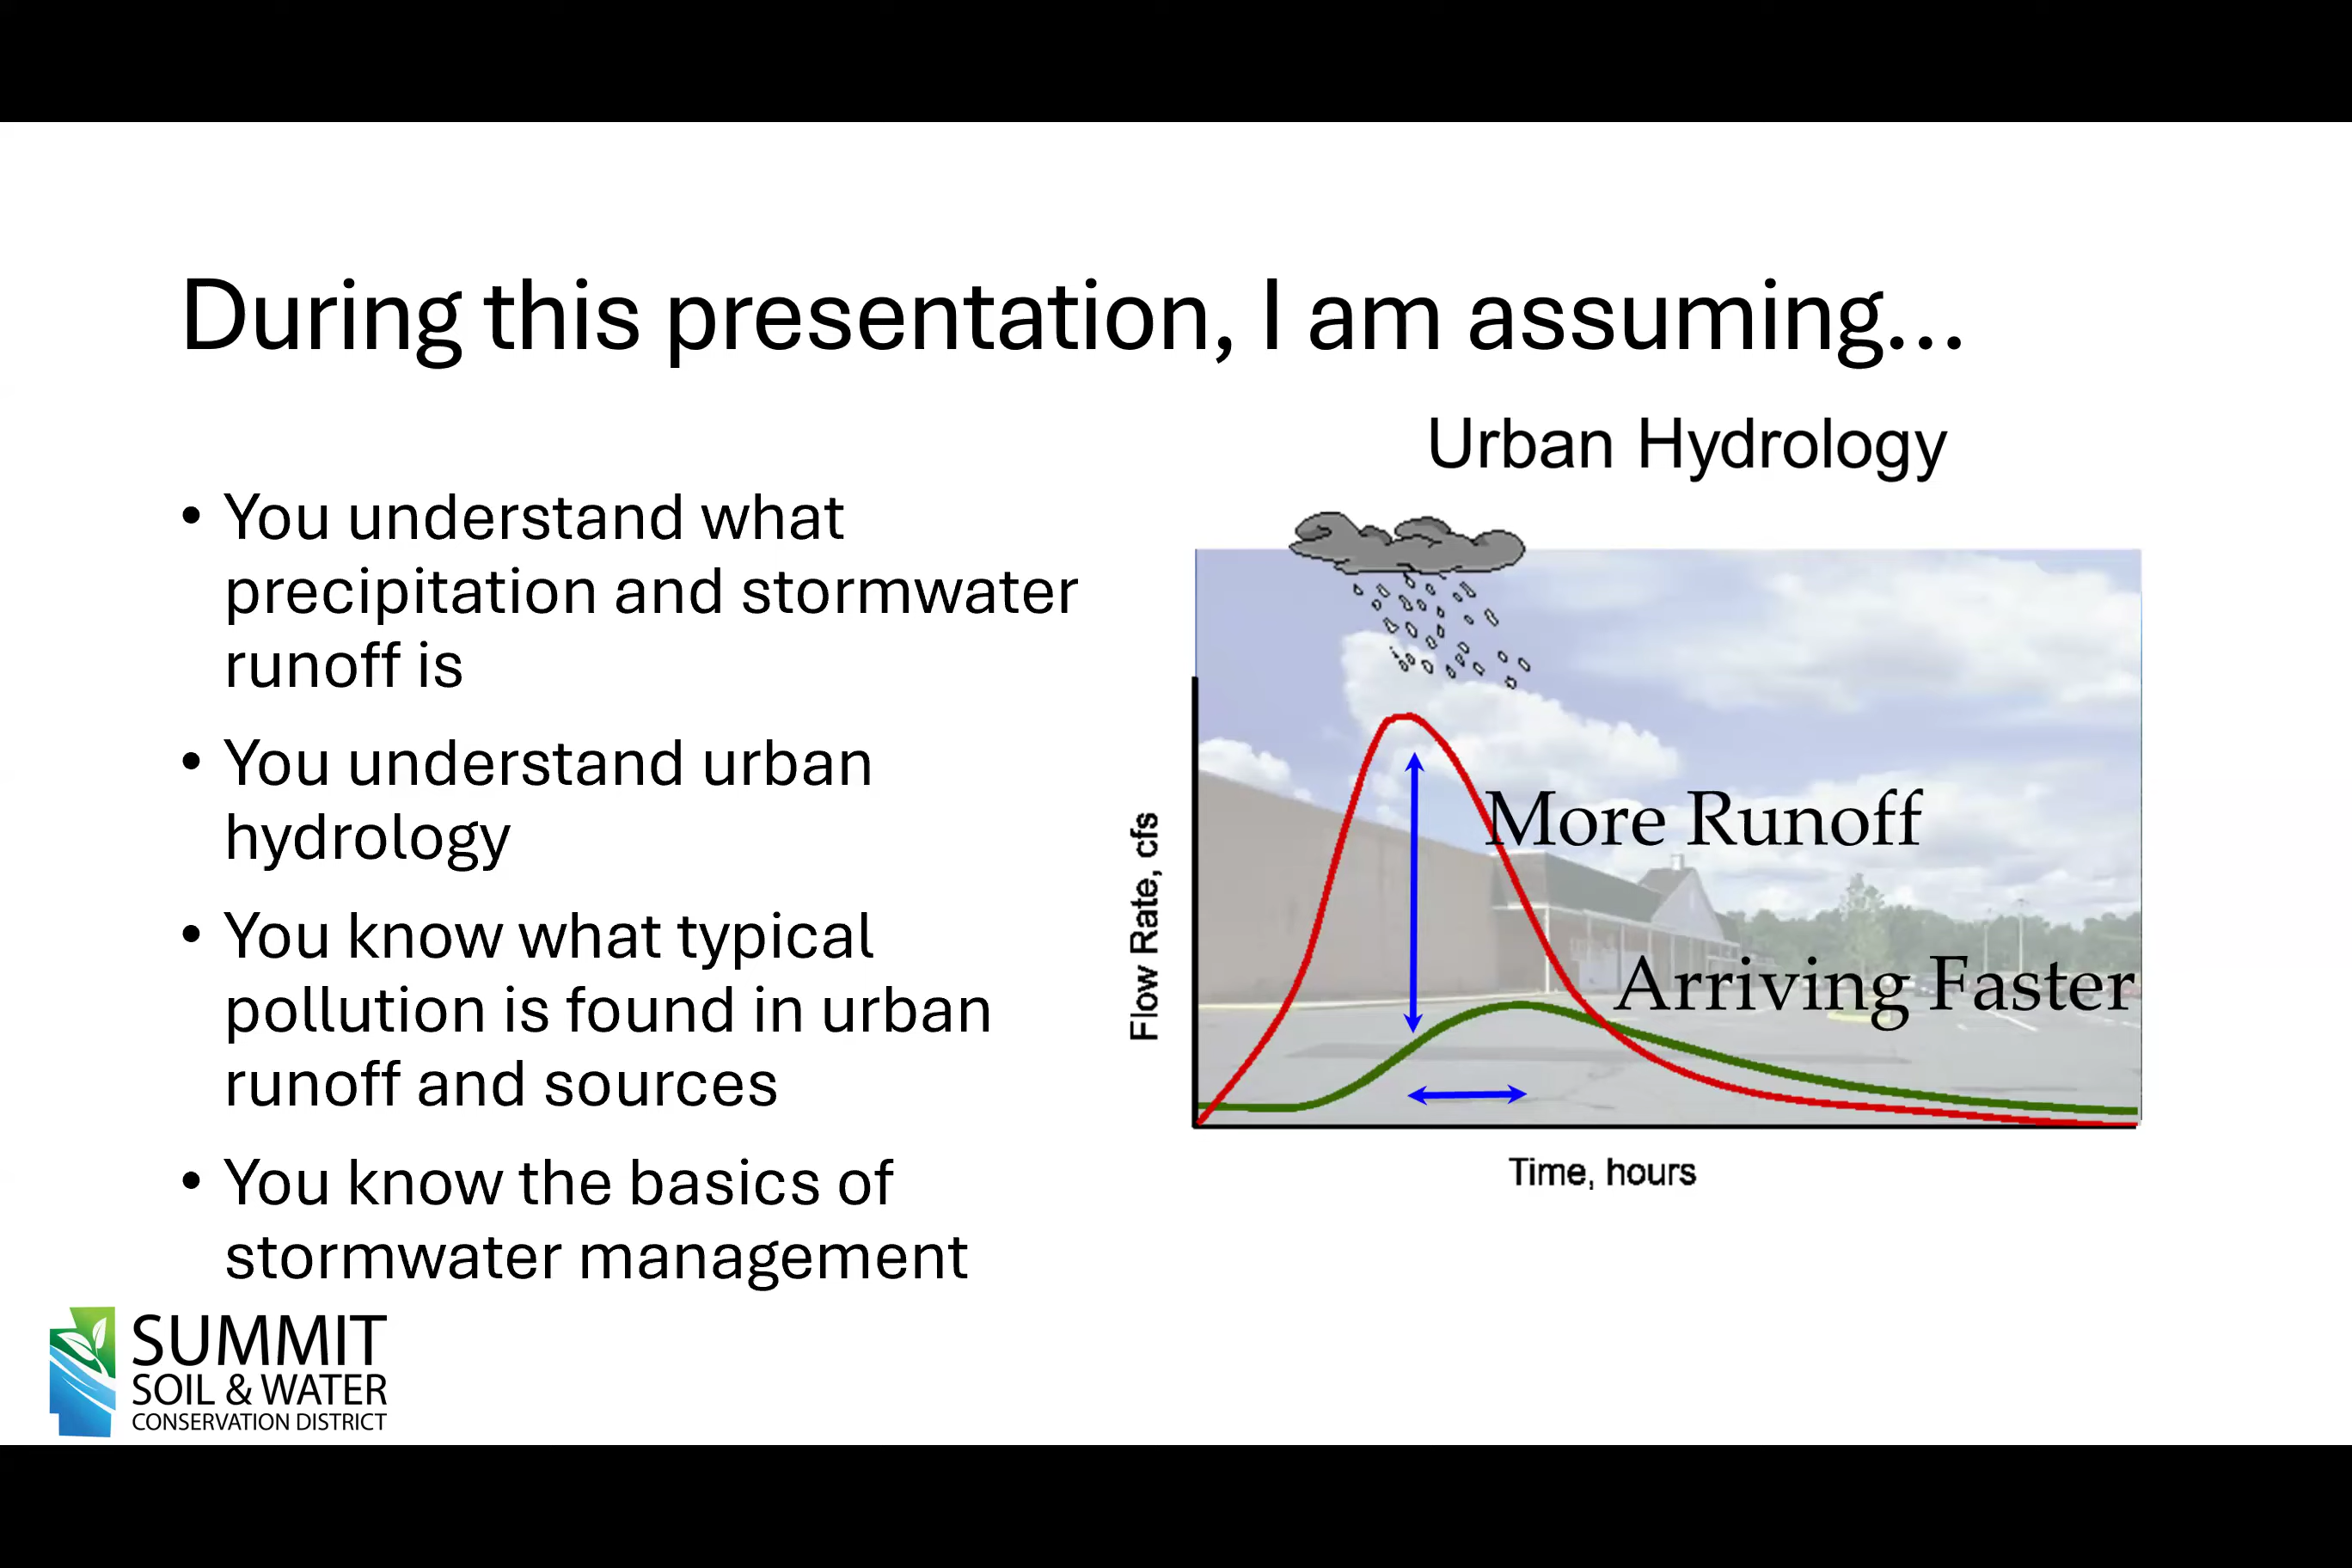 During this presentation, I am assuming...
• You understand what
precipitation and stormwater
runoff is
• You understand urban
hydrology
• You know what typical
pollution is found in urban
runoff and sources
• You know the basics of
stormwater management
Urban Hydrology
More Runoff
Arriving Faster
Flow Rate, cfs
Time, hours
SUMMIT
SOIL & WATER
CONSERVATION DISTRICT